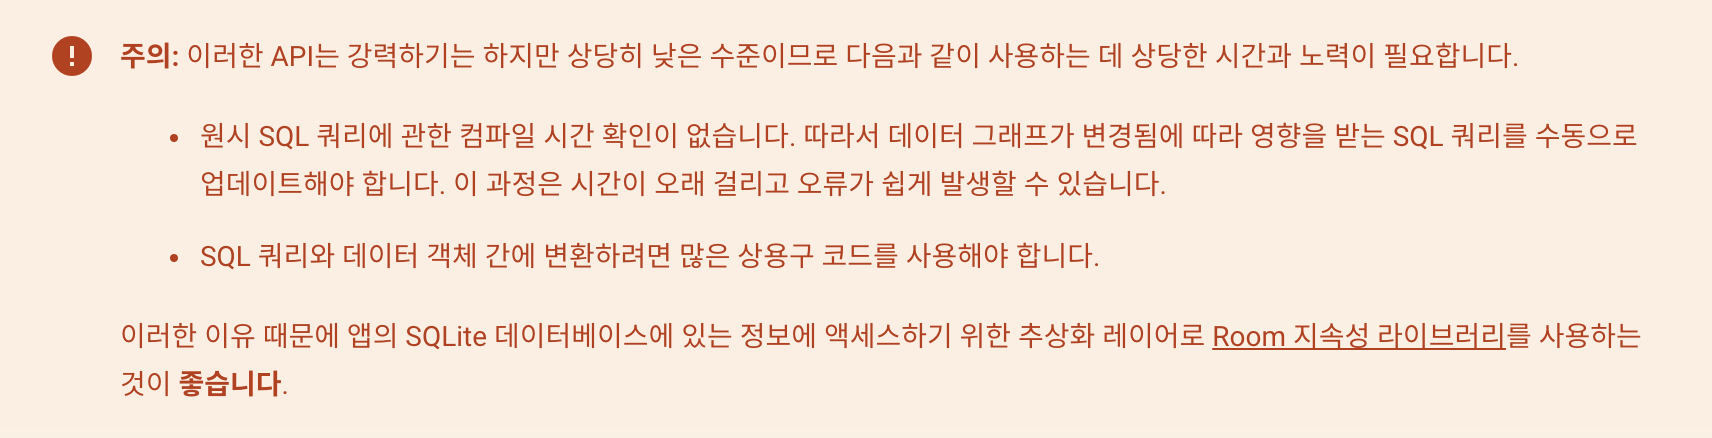 주의: 이러한 API는 강력하기는 하지만 상당히 낮은 수준이므로 다음과 같이 사용하는 데 상당한 시간과 노력이 필요합니다.
• 원시 SQL 쿼리에 관한 컴파일 시간 확인이 없습니다. 따라서 데이터 그래프가 변경됨에 따라 영향을 받는 SQL 쿼리를 수동으로
업데이트해야 합니다. 이 과정은 시간이 오래 걸리고 오류가 쉽게 발생할 수 있습니다.
• SQL 쿼리와 데이터 객체 간에 변환하려면 많은 상용구 코드를 사용해야 합니다.
이러한 이유 때문에 앱의 SQLite 데이터베이스에 있는 정보에 액세스하기 위한 추상화 레이어로 Room 지속성 라이브러리를 사용하는
것이 좋습니다.